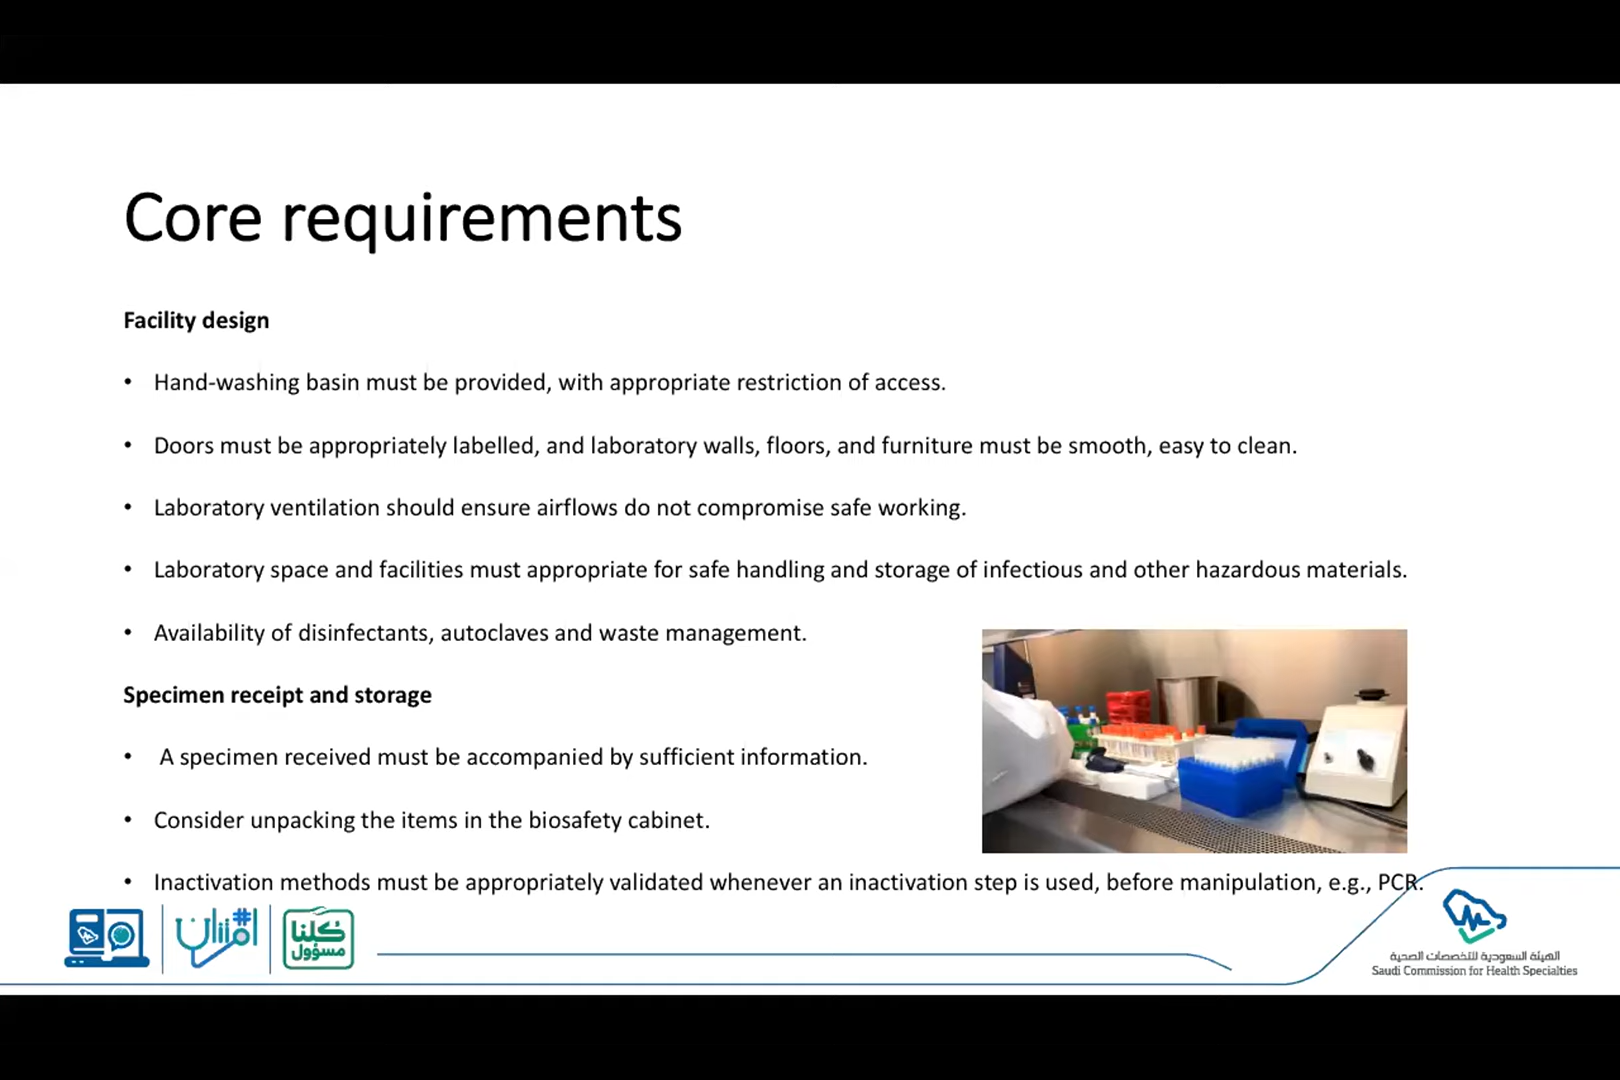 Core requirements
Facility design
• Hand-washing basin must be provided, with appropriate restriction of access.
• Doors must be appropriately labelled, and laboratory walls, floors, and furniture must be smooth, easy to clean.
• Laboratory ventilation should ensure airflows do not compromise safe working.
• Laboratory space and facilities must appropriate for safe handling and storage of infectious and other hazardous materials.
• Availability of disinfectants, autoclaves and waste management.
Specimen receipt and storage
• A specimen received must be accompanied by sufficient information.
• Consider unpacking the items in the biosafety cabinet.
• Inactivation methods must be appropriately validated whenever an inactivation step is used, before manipulation, e.g., PCR.
#امتنان
كلنا
مسؤول
الهيئة السعودية للتخصصات الصحية
Saudi Commission for Health Specialties